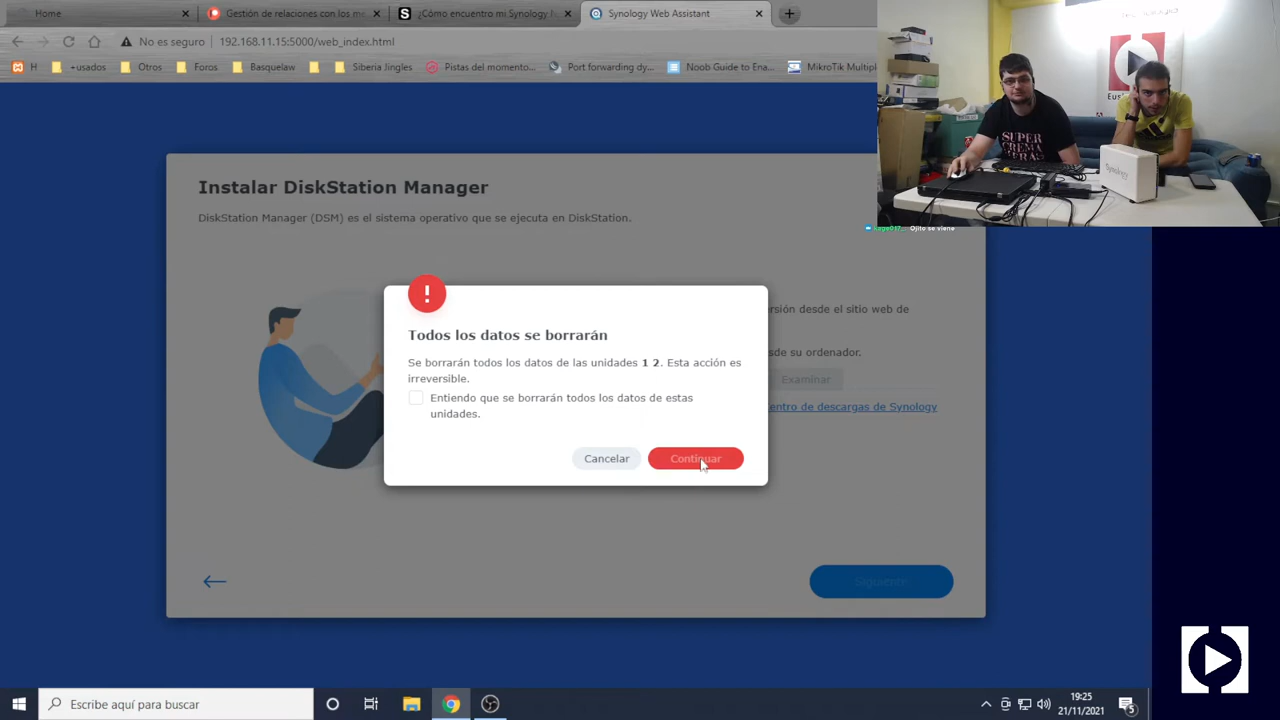 Home
Gestión de relaciones con los me
¿Cómo encuentro mi Synology N
Synology Web Assistant
No es seguro
192.168.11.15:5000/web_index.html
H
+usados
Otros
Foros
Basquelaw
Siberia Jingles
Pistas del momento...
Port forwarding dy...
Noob Guide to Ena...
MikroTik Multiple
SUPER
CREMA
Synology
Ojito se viene
Instalar DiskStation Manager
DiskStation Manager (DSM) es el sistema operativo que se ejecuta en DiskStation.
rsión desde el sitio web de
sde su ordenador.
Examinar
entro de descargas de Synology
!
Todos los datos se borrarán
Se borrarán todos los datos de las unidades 1 2. Esta acción es
irreversible.
Entiendo que se borrarán todos los datos de estas
unidades.
Cancelar
Continuar
Siguiente
Escribe aquí para buscar
19:25
21/11/2021
5